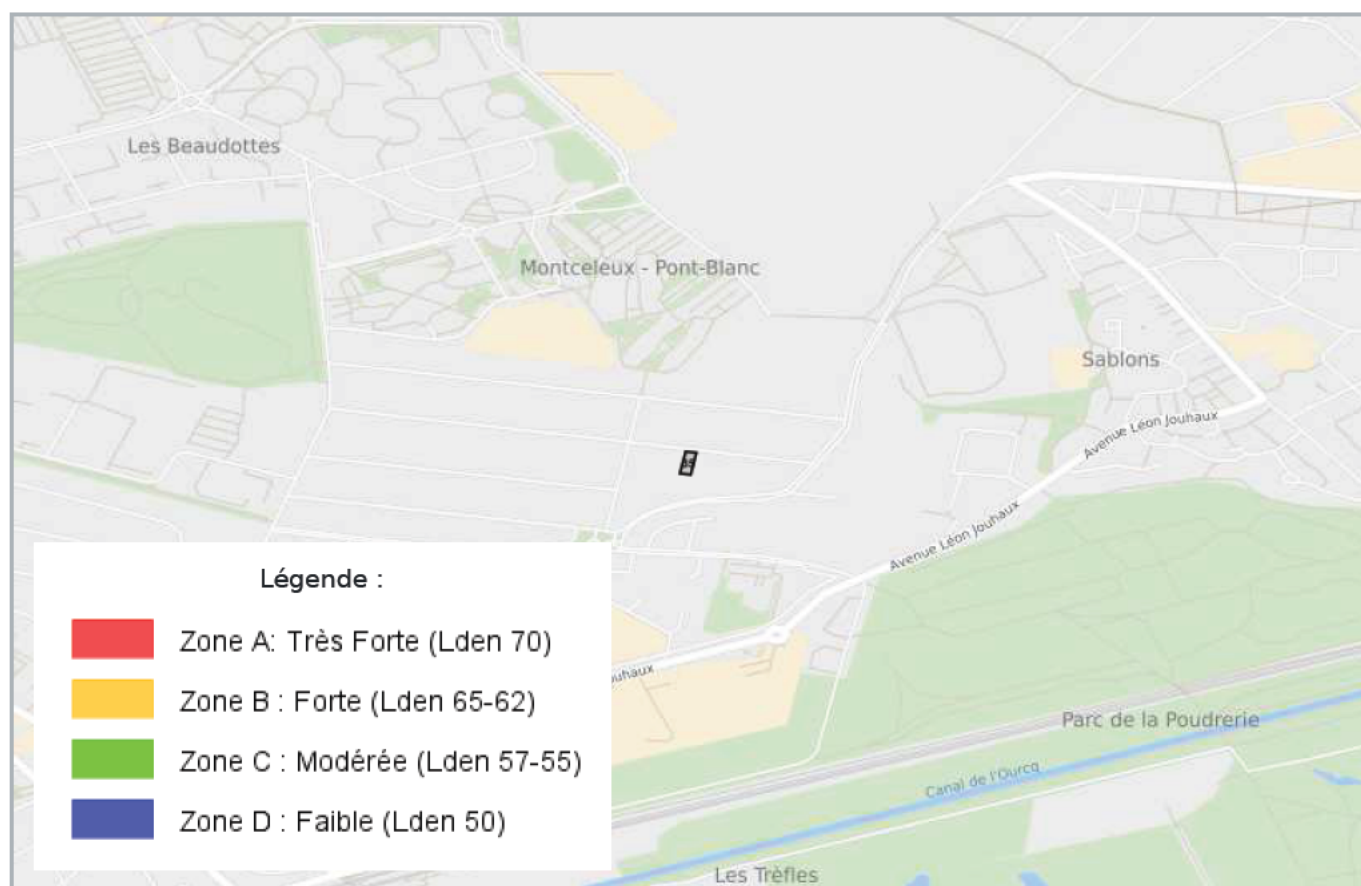 Les Beaudottes
Montceleux - Pont-Blanc
Sablons
Avenue Léon Jouhaux
Avenue Léon Jouhaux
Légende :
Zone A: Très Forte (Lden 70)
Zone B : Forte (Lden 65-62)
Zone C : Modérée (Lden 57-55)
Zone D : Faible (Lden 50)
ouhaux
Parc de la Poudrerie
Canal de l'Ourcq
Les Trèfles